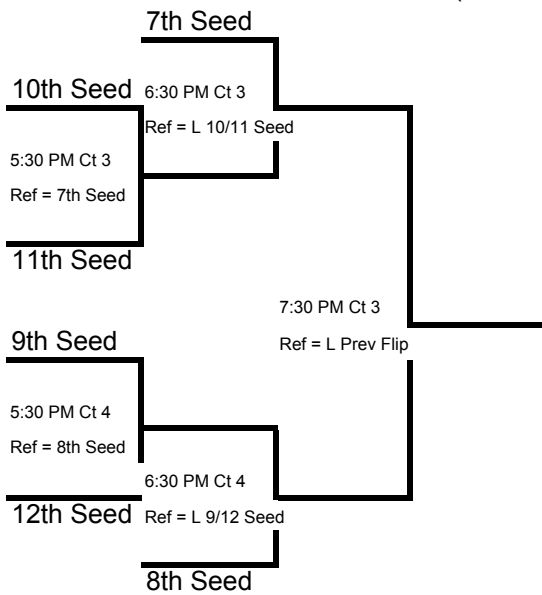 (
7th Seed
10th Seed
6:30 PM Ct 3
Ref = L 10/11 Seed
5:30 PM Ct 3
Ref = 7th Seed
11th Seed
7:30 PM Ct 3
Ref = L Prev Flip
9th Seed
5:30 PM Ct 4
Ref = 8th Seed
6:30 PM Ct 4
12th Seed
Ref = L 9/12 Seed
8th Seed